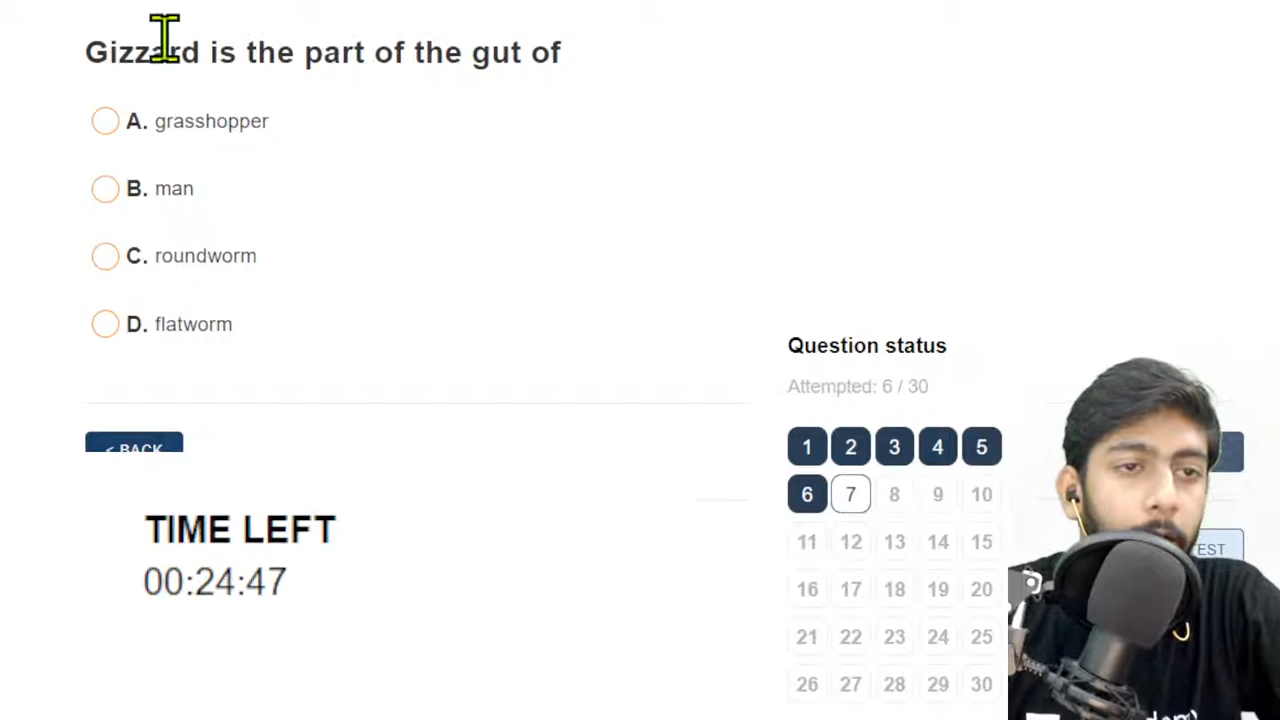 Gizzard is the part of the gut of
A. grasshopper
B. man
C. roundworm
D. flatworm
Question status
Attempted: 6 / 30
1 2 3 4 5
6 7 8 9 10
11 12 13 14 15
16 17 18 19 20
21 22 23 24 25
26 27 28 29 30
< BACK
TIME LEFT
00:24:47
EST